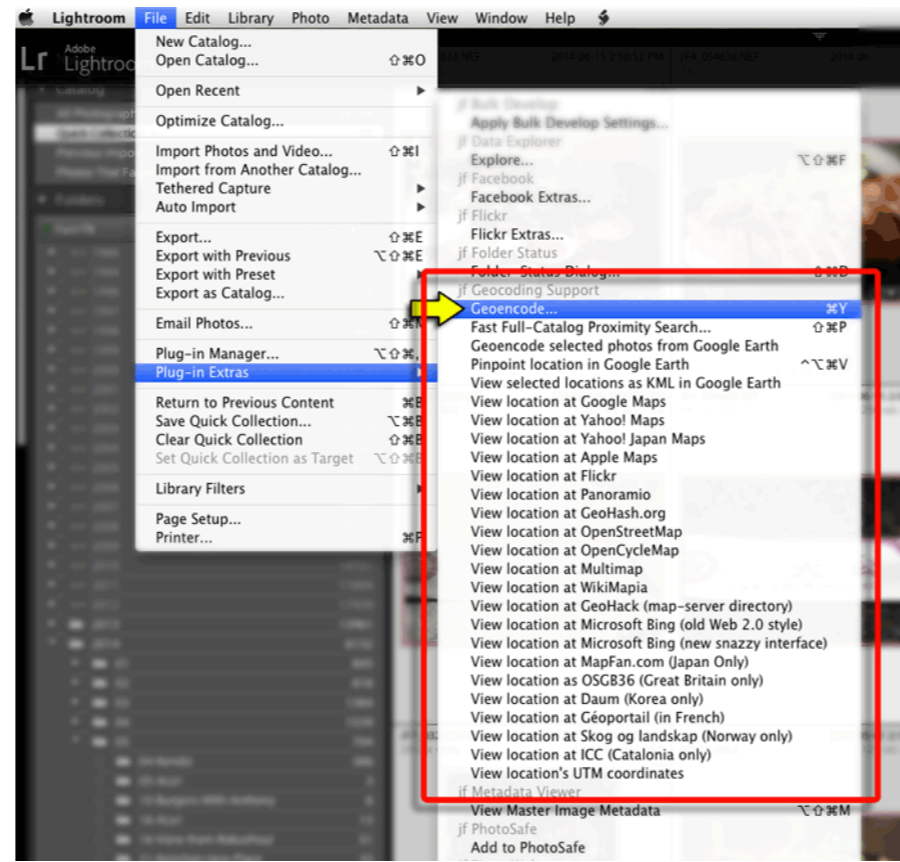 Lightroom File Edit Library Photo Metadata View Window Help
Lr Adobe
Lightroo
New Catalog...
Open Catalog... ⇧⌘O
Open Recent ▶
Optimize Catalog...
Import Photos and Video... ⇧⌘I
Import from Another Catalog...
Tethered Capture ▶
Auto Import ▶
Export... ⇧⌘E
Export with Previous ⌥⇧⌘E
Export with Preset
Export as Catalog...
Email Photos... ⇧⌘M
Plug-in Manager... ⌥⇧⌘,
Plug-in Extras
Return to Previous Content ⌘B
Save Quick Collection... ⌥⌘B
Clear Quick Collection ⇧⌘B
Set Quick Collection as Target ⌥⇧⌘B
Library Filters ▶
Page Setup...
Printer... ⌘P
Catalog
Folders
jf Bulk Develop
Apply Bulk Develop Settings...
jf Data Explorer
Explore... ⌥⇧⌘F
jf Facebook
Facebook Extras...
jf Flickr
Flickr Extras...
jf Folder Status
Folder-Status Dialog... ⇧⌘D
jf Geocoding Support
Geoencode... ⌘Y
Fast Full-Catalog Proximity Search... ⇧⌘P
Geoencode selected photos from Google Earth
Pinpoint location in Google Earth ^⌥⌘V
View selected locations as KML in Google Earth
View location at Google Maps
View location at Yahoo! Maps
View location at Yahoo! Japan Maps
View location at Apple Maps
View location at Flickr
View location at Panoramio
View location at GeoHash.org
View location at OpenStreetMap
View location at OpenCycleMap
View location at Multimap
View location at WikiMapia
View location at GeoHack (map-server directory)
View location at Microsoft Bing (old Web 2.0 style)
View location at Microsoft Bing (new snazzy interface)
View location at MapFan.com (Japan Only)
View location as OSGB36 (Great Britain only)
View location at Daum (Korea only)
View location at Géoportail (in French)
View location at Skog og landskap (Norway only)
View location at ICC (Catalonia only)
View location's UTM coordinates
jf Metadata Viewer
View Master Image Metadata ⌥⇧⌘M
jf PhotoSafe
Add to PhotoSafe